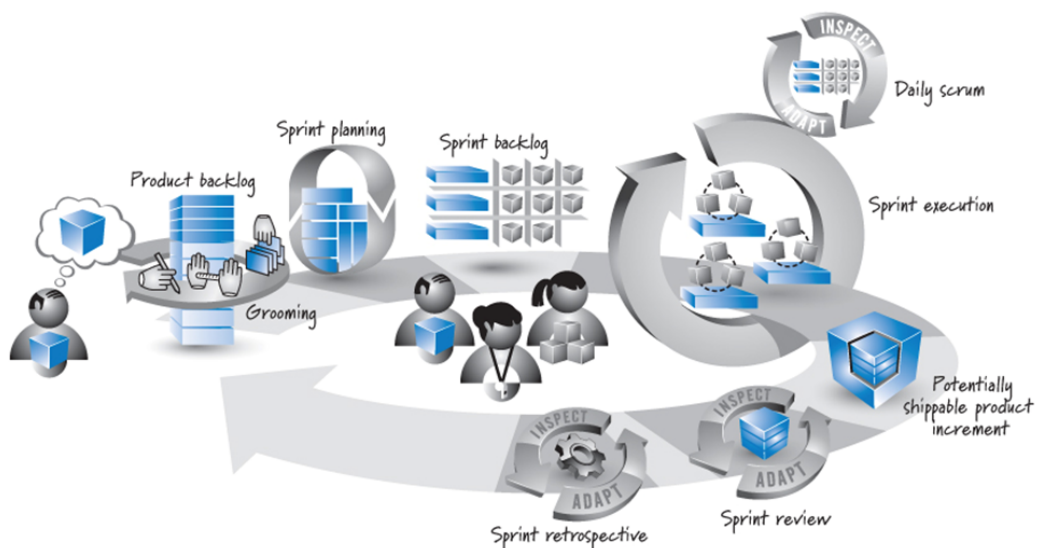 INSPECT
ADAPT
Daily scrum
Sprint planning
Sprint backlog
Product backlog
Sprint execution
Grooming
Potentially
shippable product
increment
INSPECT
ADAPT
Sprint review
INSPECT
ADAPT
Sprint retrospective